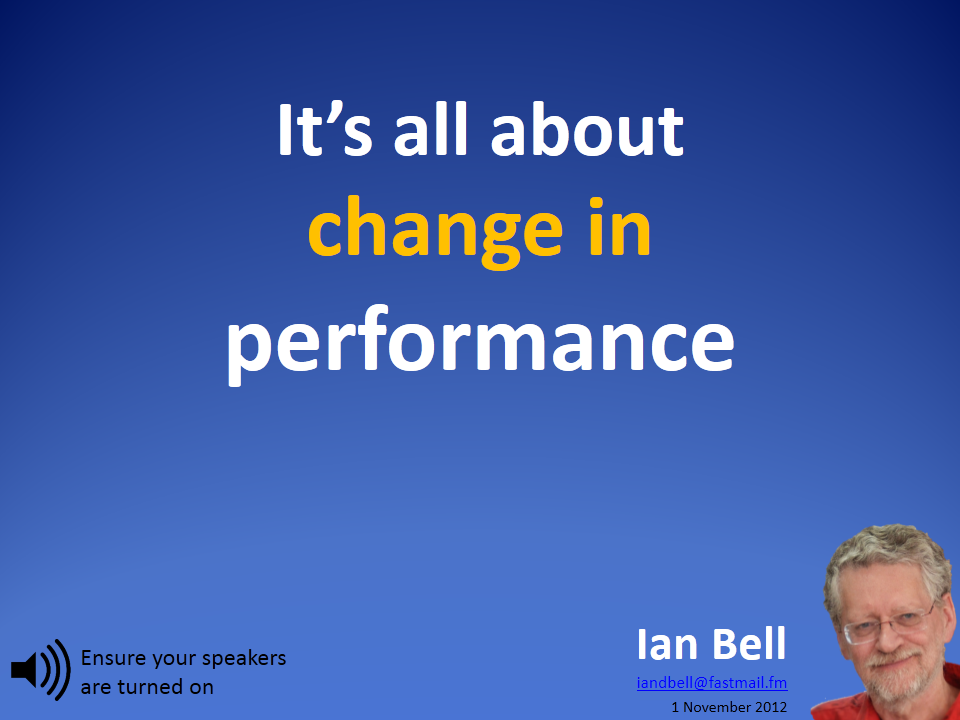 It’s all about
change in
performance
Ensure your speakers
are turned on
Ian Bell
iandbell@fastmail.fm
1 November 2012